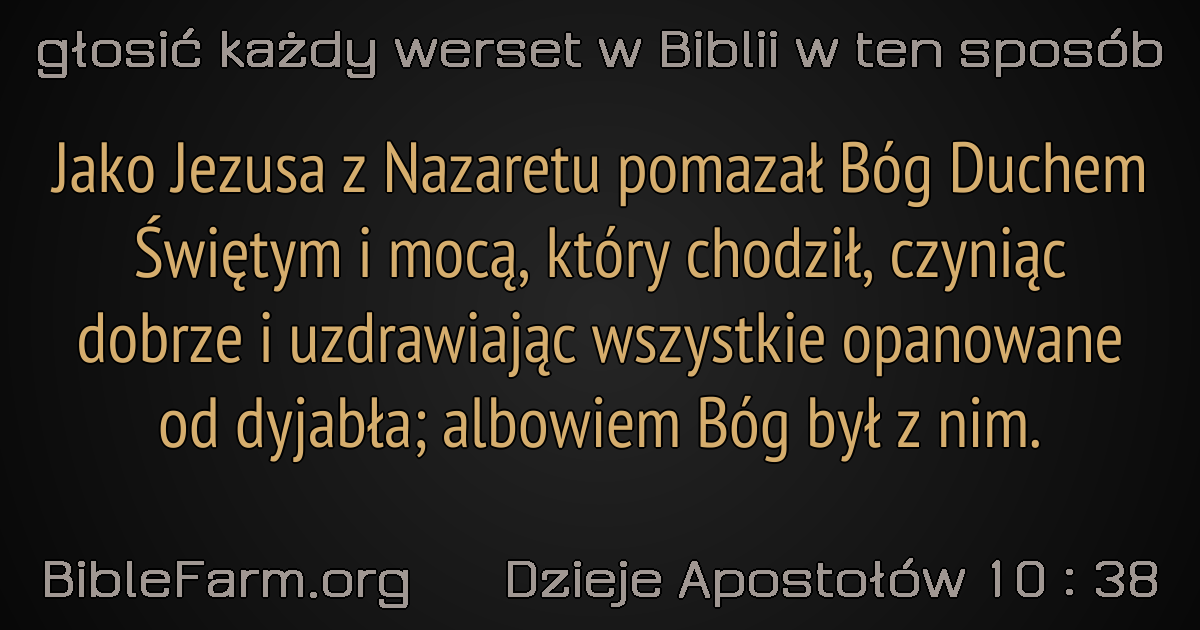 głosić każdy werset w Biblii w ten sposób
Jako Jezusa z Nazaretu pomazał Bóg Duchem
Świętym i mocą, który chodził, czyniąc
dobrze i uzdrawiając wszystkie opanowane
od dyjabła; albowiem Bóg był z nim.
BibleFarm.org Dzieje Apostołów 10 : 38